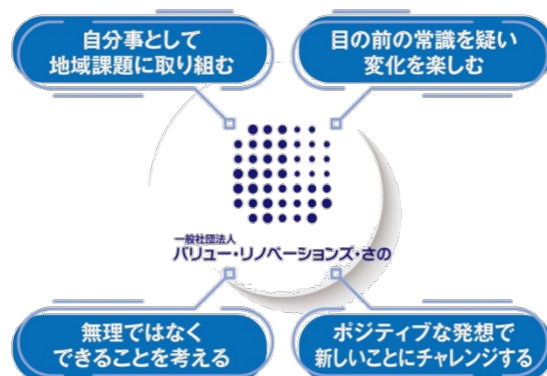 自分事として
地域課題に取り組む
目の前の常識を疑い
変化を楽しむ
一般社団法人
バリュー・リノベーションズ・さの
無理ではなく
できることを考える
ポジティブな発想で
新しいことにチャレンジする